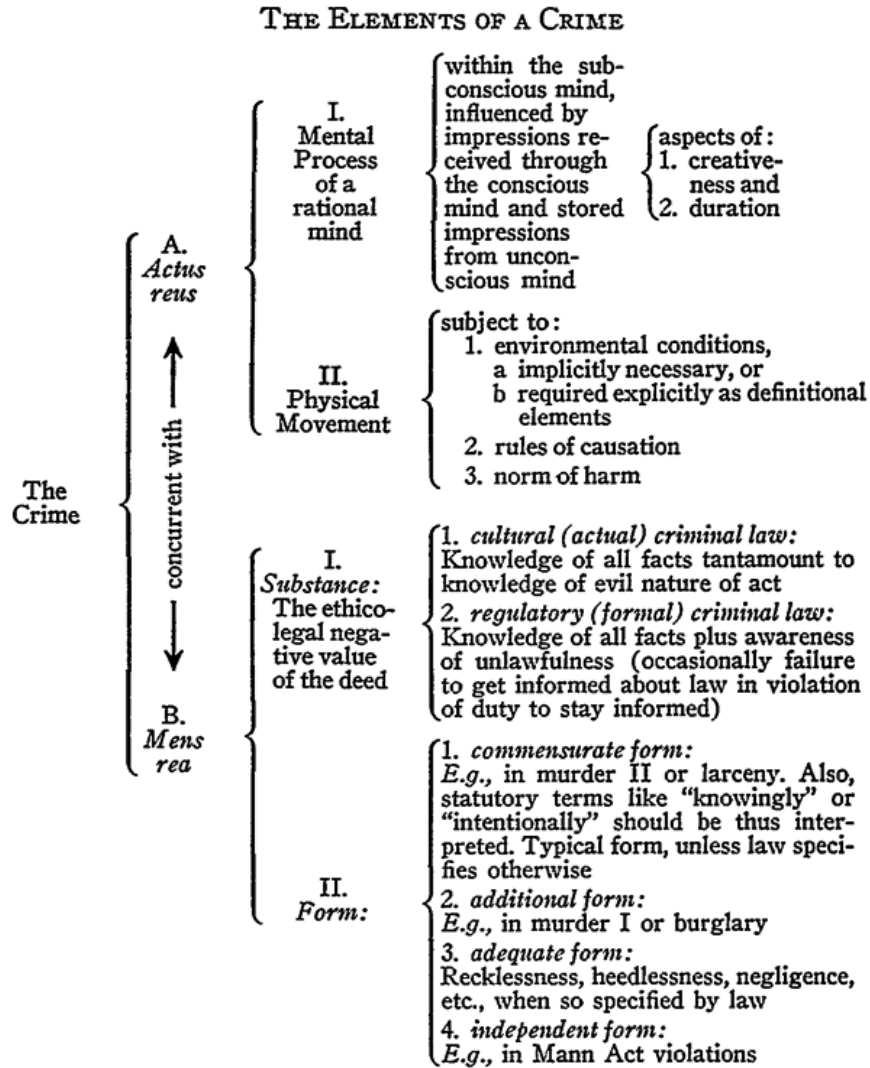 THE ELEMENTS OF A CRIME
The
Crime
A.
Actus
reus
concurrent with
B.
Mens
rea
I.
Mental
Process
of a
rational
mind
within the sub-
conscious mind,
influenced by
impressions re-
ceived through
the conscious
mind and stored
impressions
from uncon-
scious mind
aspects of:
1. creative-
ness and
2. duration
II.
Physical
Movement
subject to:
1. environmental conditions,
a implicitly necessary, or
b required explicitly as definitional
elements
2. rules of causation
3. norm of harm
I.
Substance:
The ethico-
legal nega-
tive value
of the deed
1. cultural (actual) criminal law:
Knowledge of all facts tantamount to
knowledge of evil nature of act
2. regulatory (formal) criminal law:
Knowledge of all facts plus awareness
of unlawfulness (occasionally failure
to get informed about law in violation
of duty to stay informed)
II.
Form:
1. commensurate form:
E.g., in murder II or larceny. Also,
statutory terms like “knowingly” or
“intentionally” should be thus inter-
preted. Typical form, unless law speci-
fies otherwise
2. additional form:
E.g., in murder I or burglary
3. adequate form:
Recklessness, heedlessness, negligence,
etc., when so specified by law
4. independent form:
E.g., in Mann Act violations